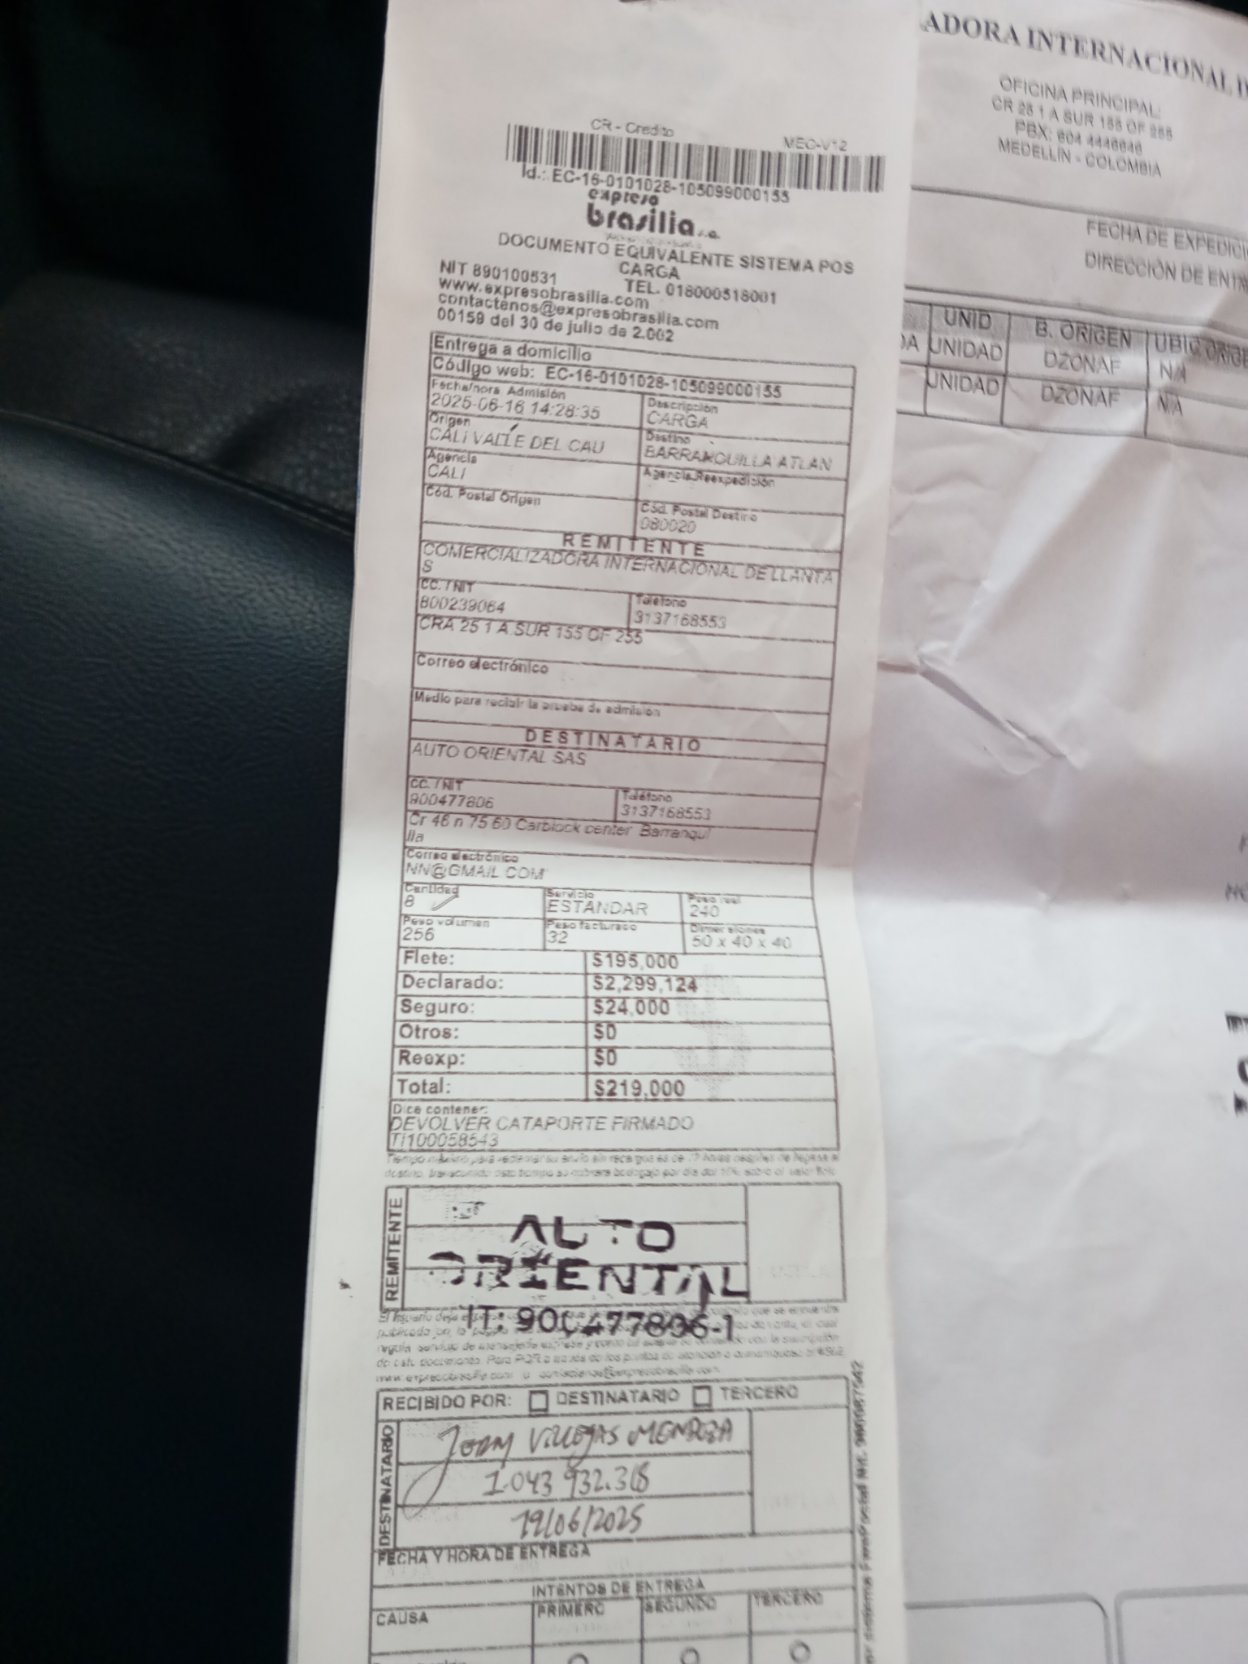 CR - Credito
MEC-V12
Id.: EC-16-0101028-105099000155
expreso
brasilia s.a.
DOCUMENTO EQUIVALENTE SISTEMA POS
CARGA
NIT 890100531 TEL. 018000518001
www.expresobrasilia.com
contactenos@expresobrasilia.com
00159 del 30 de julio de 2.002
Entrega a domicilio
Código web: EC-16-0101028-105099000155
Fecha/hora Admisión Descripción
2025-06-16 14:28:35 CARGA
Origen Destino
CALI VALLE DEL CAU BARRANQUILLA ATLAN
Agencia Agencia Reexpedición
CALI
Cód. Postal Origen Cód. Postal Destino
080020
REMITENTE
COMERCIALIZADORA INTERNACIONAL DE LLANTA
S
CC. / NIT Teléfono
800239064 3137168553
CRA 25 1 A SUR 155 OF 255
Correo electrónico
Medio para recibir la prueba de admisión
DESTINATARIO
AUTO ORIENTAL SAS
CC. / NIT Teléfono
900477806 3137168553
Cr 46 n 75 60 Carblock center Barranqui
lla
Correo electrónico
NN@GMAIL.COM
Cantidad Servicio Peso real
8 ESTANDAR 240
Peso volumen Peso facturado Dimensiones
256 32 50 x 40 x 40
Flete: $195,000
Declarado: $2,299,124
Seguro: $24,000
Otros: $0
Reexp: $0
Total: $219,000
Dice contener:
DEVOLVER CATAPORTE FIRMADO
TI100058543
REMITENTE
AUTO
ORIENTAL
IT: 900477806-1
RECIBIDO POR: DESTINATARIO TERCERO
DESTINATARIO
VILLEGAS MENDOZA
1.043 932.318
19/06/2025
FECHA Y HORA DE ENTREGA
INTENTOS DE ENTREGA
CAUSA PRIMERO SEGUNDO TERCERO
ADORA INTERNACIONAL D
OFICINA PRINCIPAL:
CR 25 1 A SUR 155 OF 255
PBX: 604 4446646
MEDELLÍN - COLOMBIA
FECHA DE EXPEDICI
DIRECCIÓN DE ENTR
UNID B. ORIGEN UBIC ORIGE
DA UNIDAD DZONAF N/A
UNIDAD DZONAF N/A